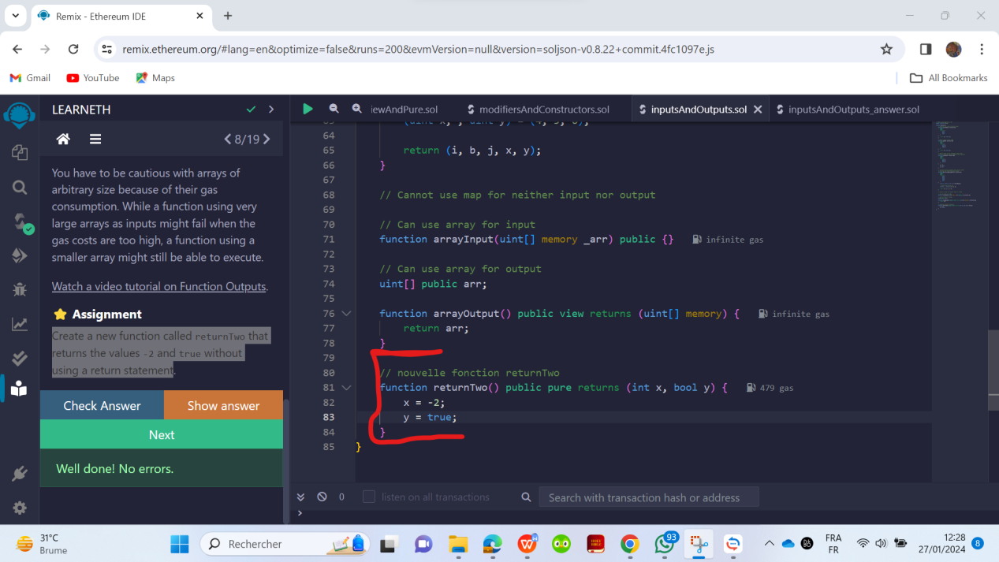 Remix - Ethereum IDE
remix.ethereum.org/#lang=en&optimize=false&runs=200&evmVersion=null&version=soljson-v0.8.22+commit.4fc1097e.js
Gmail YouTube Maps All Bookmarks
LEARNETH
8/19
You have to be cautious with arrays of
arbitrary size because of their gas
consumption. While a function using very
large arrays as inputs might fail when the
gas costs are too high, a function using a
smaller array might still be able to execute.
Watch a video tutorial on Function Outputs.
Assignment
Create a new function called returnTwo that
returns the values -2 and true without
using a return statement.
Check Answer Show answer
Next
Well done! No errors.
iewAndPure.sol modifiersAndConstructors.sol inputsAndOutputs.sol inputsAndOutputs_answer.sol
64
65 return (i, b, j, x, y);
66 }
67
68 // Cannot use map for neither input nor output
69
70 // Can use array for input
71 function arrayInput(uint[] memory _arr) public {} infinite gas
72
73 // Can use array for output
74 uint[] public arr;
75
76 function arrayOutput() public view returns (uint[] memory) { infinite gas
77 return arr;
78 }
79
80 // nouvelle fonction returnTwo
81 function returnTwo() public pure returns (int x, bool y) { 479 gas
82 x = -2;
83 y = true;
84 }
85 }
0 listen on all transactions Search with transaction hash or address
>
31°C
Brume
Rechercher
93
FRA
FR
12:28
27/01/2024
8